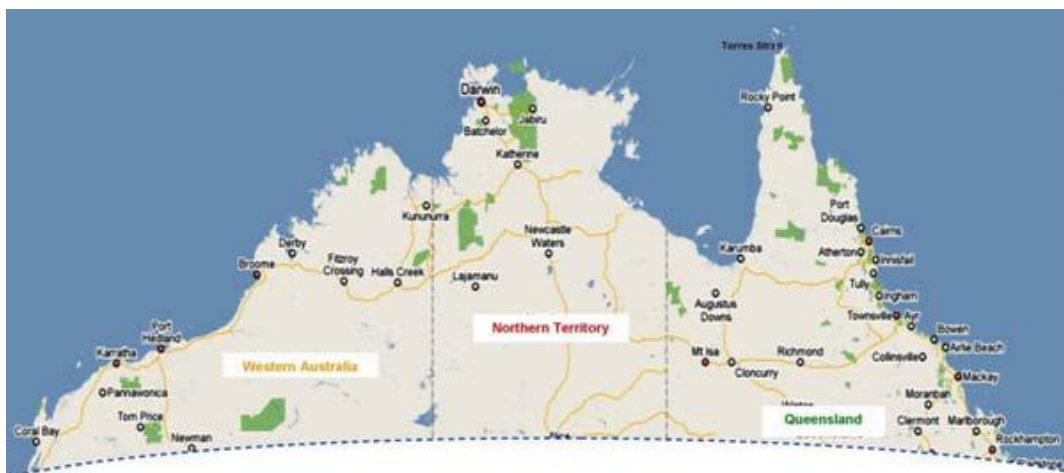 Torres Strait
Darwin
Rocky Point
Batchelor
Jabiru
Katherine
Kununurra
Port
Douglas
Cairns
Derby
Newcastle
Waters
Atherton
Innisfail
Broome
Fitzroy
Crossing
Halls Creek
Lajamanu
Karumba
Tully
Ingham
Augustus
Downs
Townsville
Ayr
Port
Hedland
Northern Territory
Bowen
Airlie Beach
Karratha
Western Australia
Mt Isa
Cloncurry
Richmond
Collinsville
Mackay
Pannawonica
Moranbah
Tom Price
Queensland
Clermont
Marlborough
Coral Bay
Newman
Rockhampton